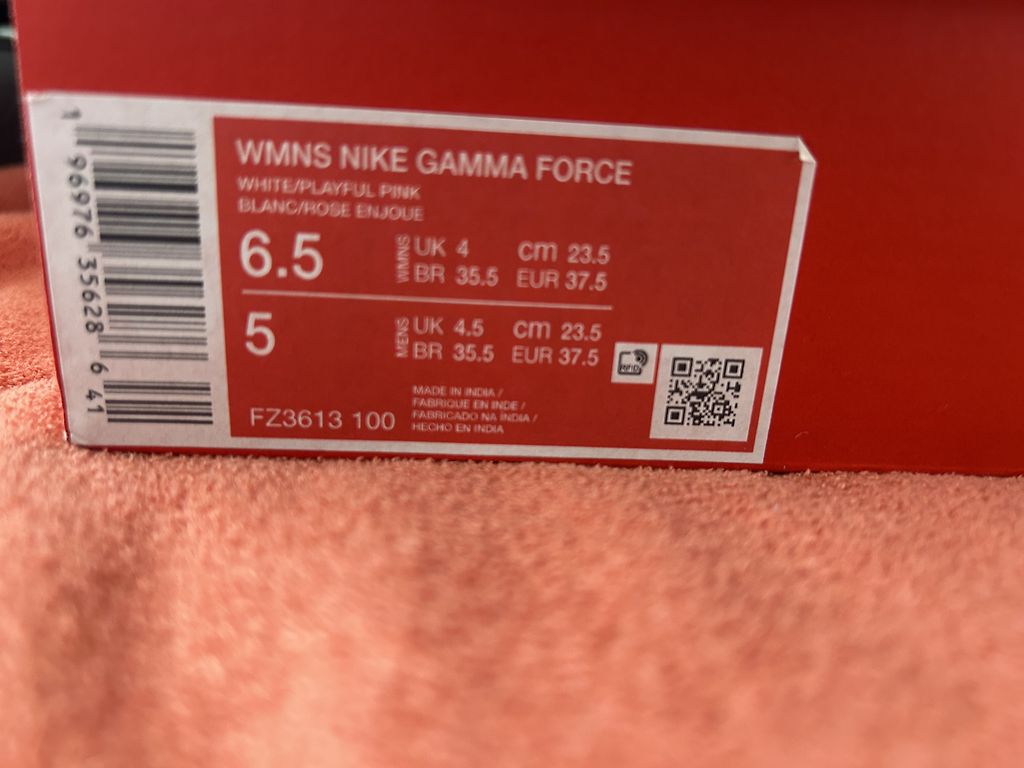 1 96976 35628 6 41
WMNS NIKE GAMMA FORCE
WHITE/PLAYFUL PINK
BLANC/ROSE ENJOUE
6.5 WMNS UK 4 cm 23.5
BR 35.5 EUR 37.5
5 MENS UK 4.5 cm 23.5
BR 35.5 EUR 37.5
RFID
FZ3613 100
MADE IN INDIA /
FABRIQUE EN INDE /
FABRICADO NA INDIA /
HECHO EN INDIA